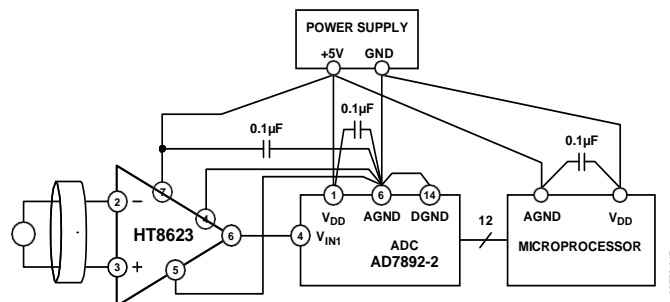 POWER SUPPLY
+5V GND
0.1µF
0.1µF
0.1µF
7
1
6
14
2
−
4
VDD
AGND
DGND
AGND
VDD
HT8623
6
4
VIN1
ADC
AD7892-2
12
MICROPROCESSOR
3
+
5